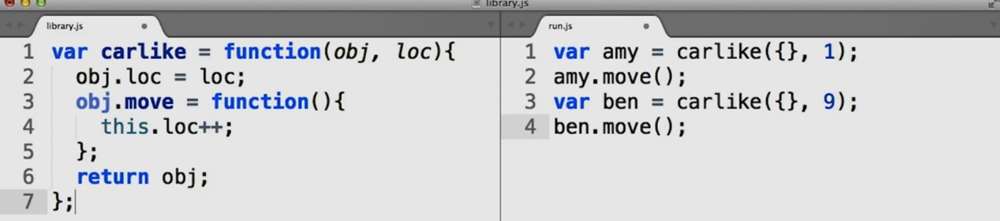 library.js
library.js
1 var carlike = function(obj, loc){
2 obj.loc = loc;
3 obj.move = function(){
4 this.loc++;
5 };
6 return obj;
7 };
run.js
1 var amy = carlike({}, 1);
2 amy.move();
3 var ben = carlike({}, 9);
4 ben.move();